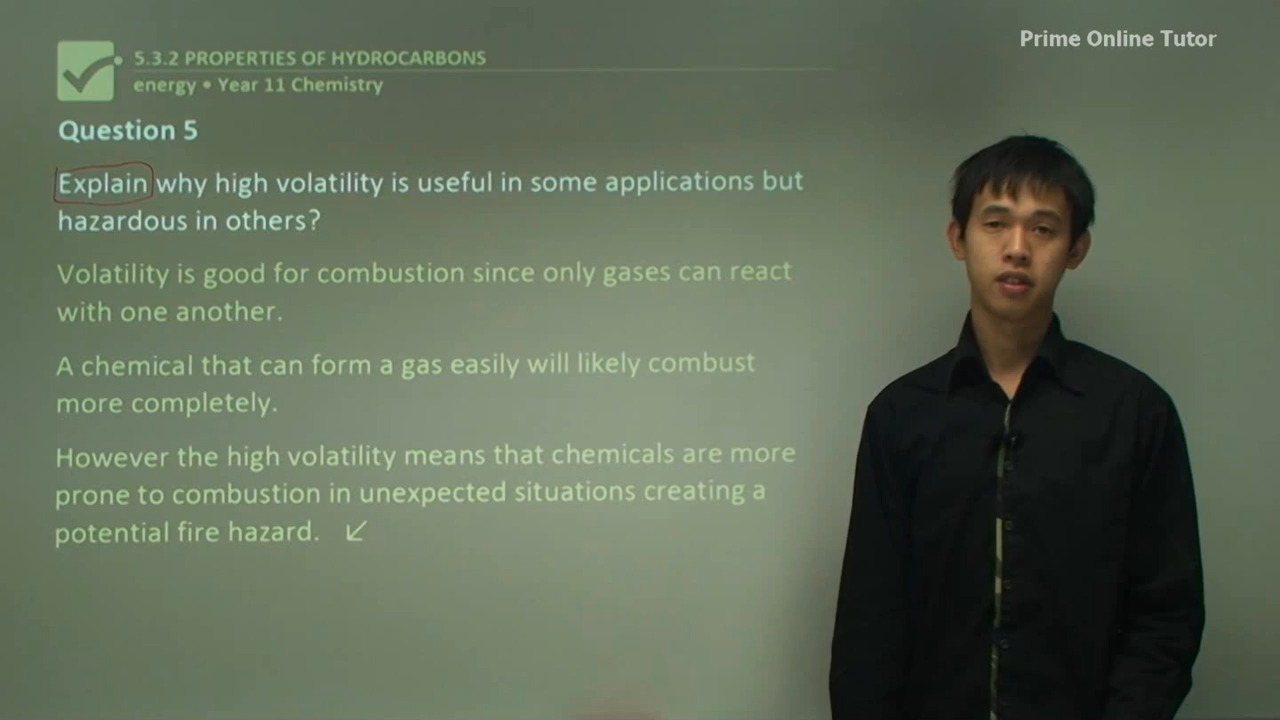 Prime Online Tutor
5.3.2 PROPERTIES OF HYDROCARBONS
energy • Year 11 Chemistry
Question 5
Explain why high volatility is useful in some applications but
hazardous in others?
Volatility is good for combustion since only gases can react
with one another.
A chemical that can form a gas easily will likely combust
more completely.
However the high volatility means that chemicals are more
prone to combustion in unexpected situations creating a
potential fire hazard.